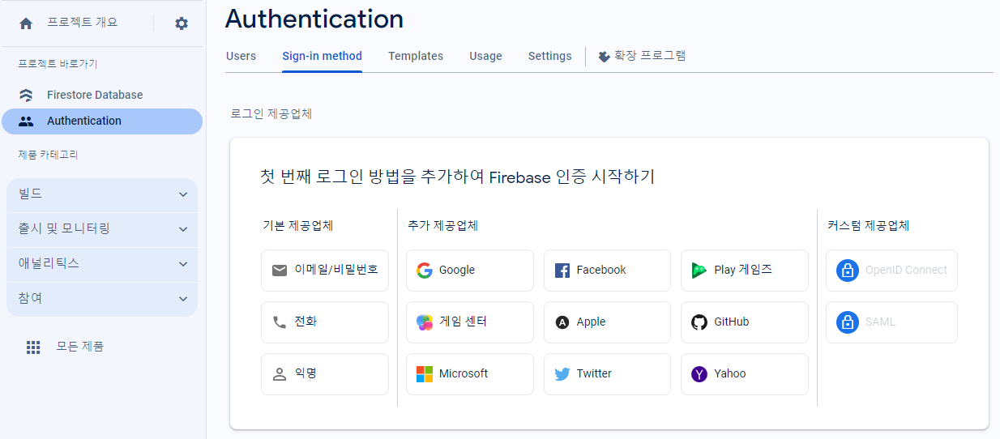 프로젝트 개요
프로젝트 바로가기
Firestore Database
Authentication
제품 카테고리
빌드
출시 및 모니터링
애널리틱스
참여
모든 제품
Authentication
Users Sign-in method Templates Usage Settings 확장 프로그램
로그인 제공업체
첫 번째 로그인 방법을 추가하여 Firebase 인증 시작하기
기본 제공업체
이메일/비밀번호
전화
익명
추가 제공업체
Google Facebook Play 게임즈
게임 센터 Apple GitHub
Microsoft Twitter Yahoo
커스텀 제공업체
OpenID Connect
SAML